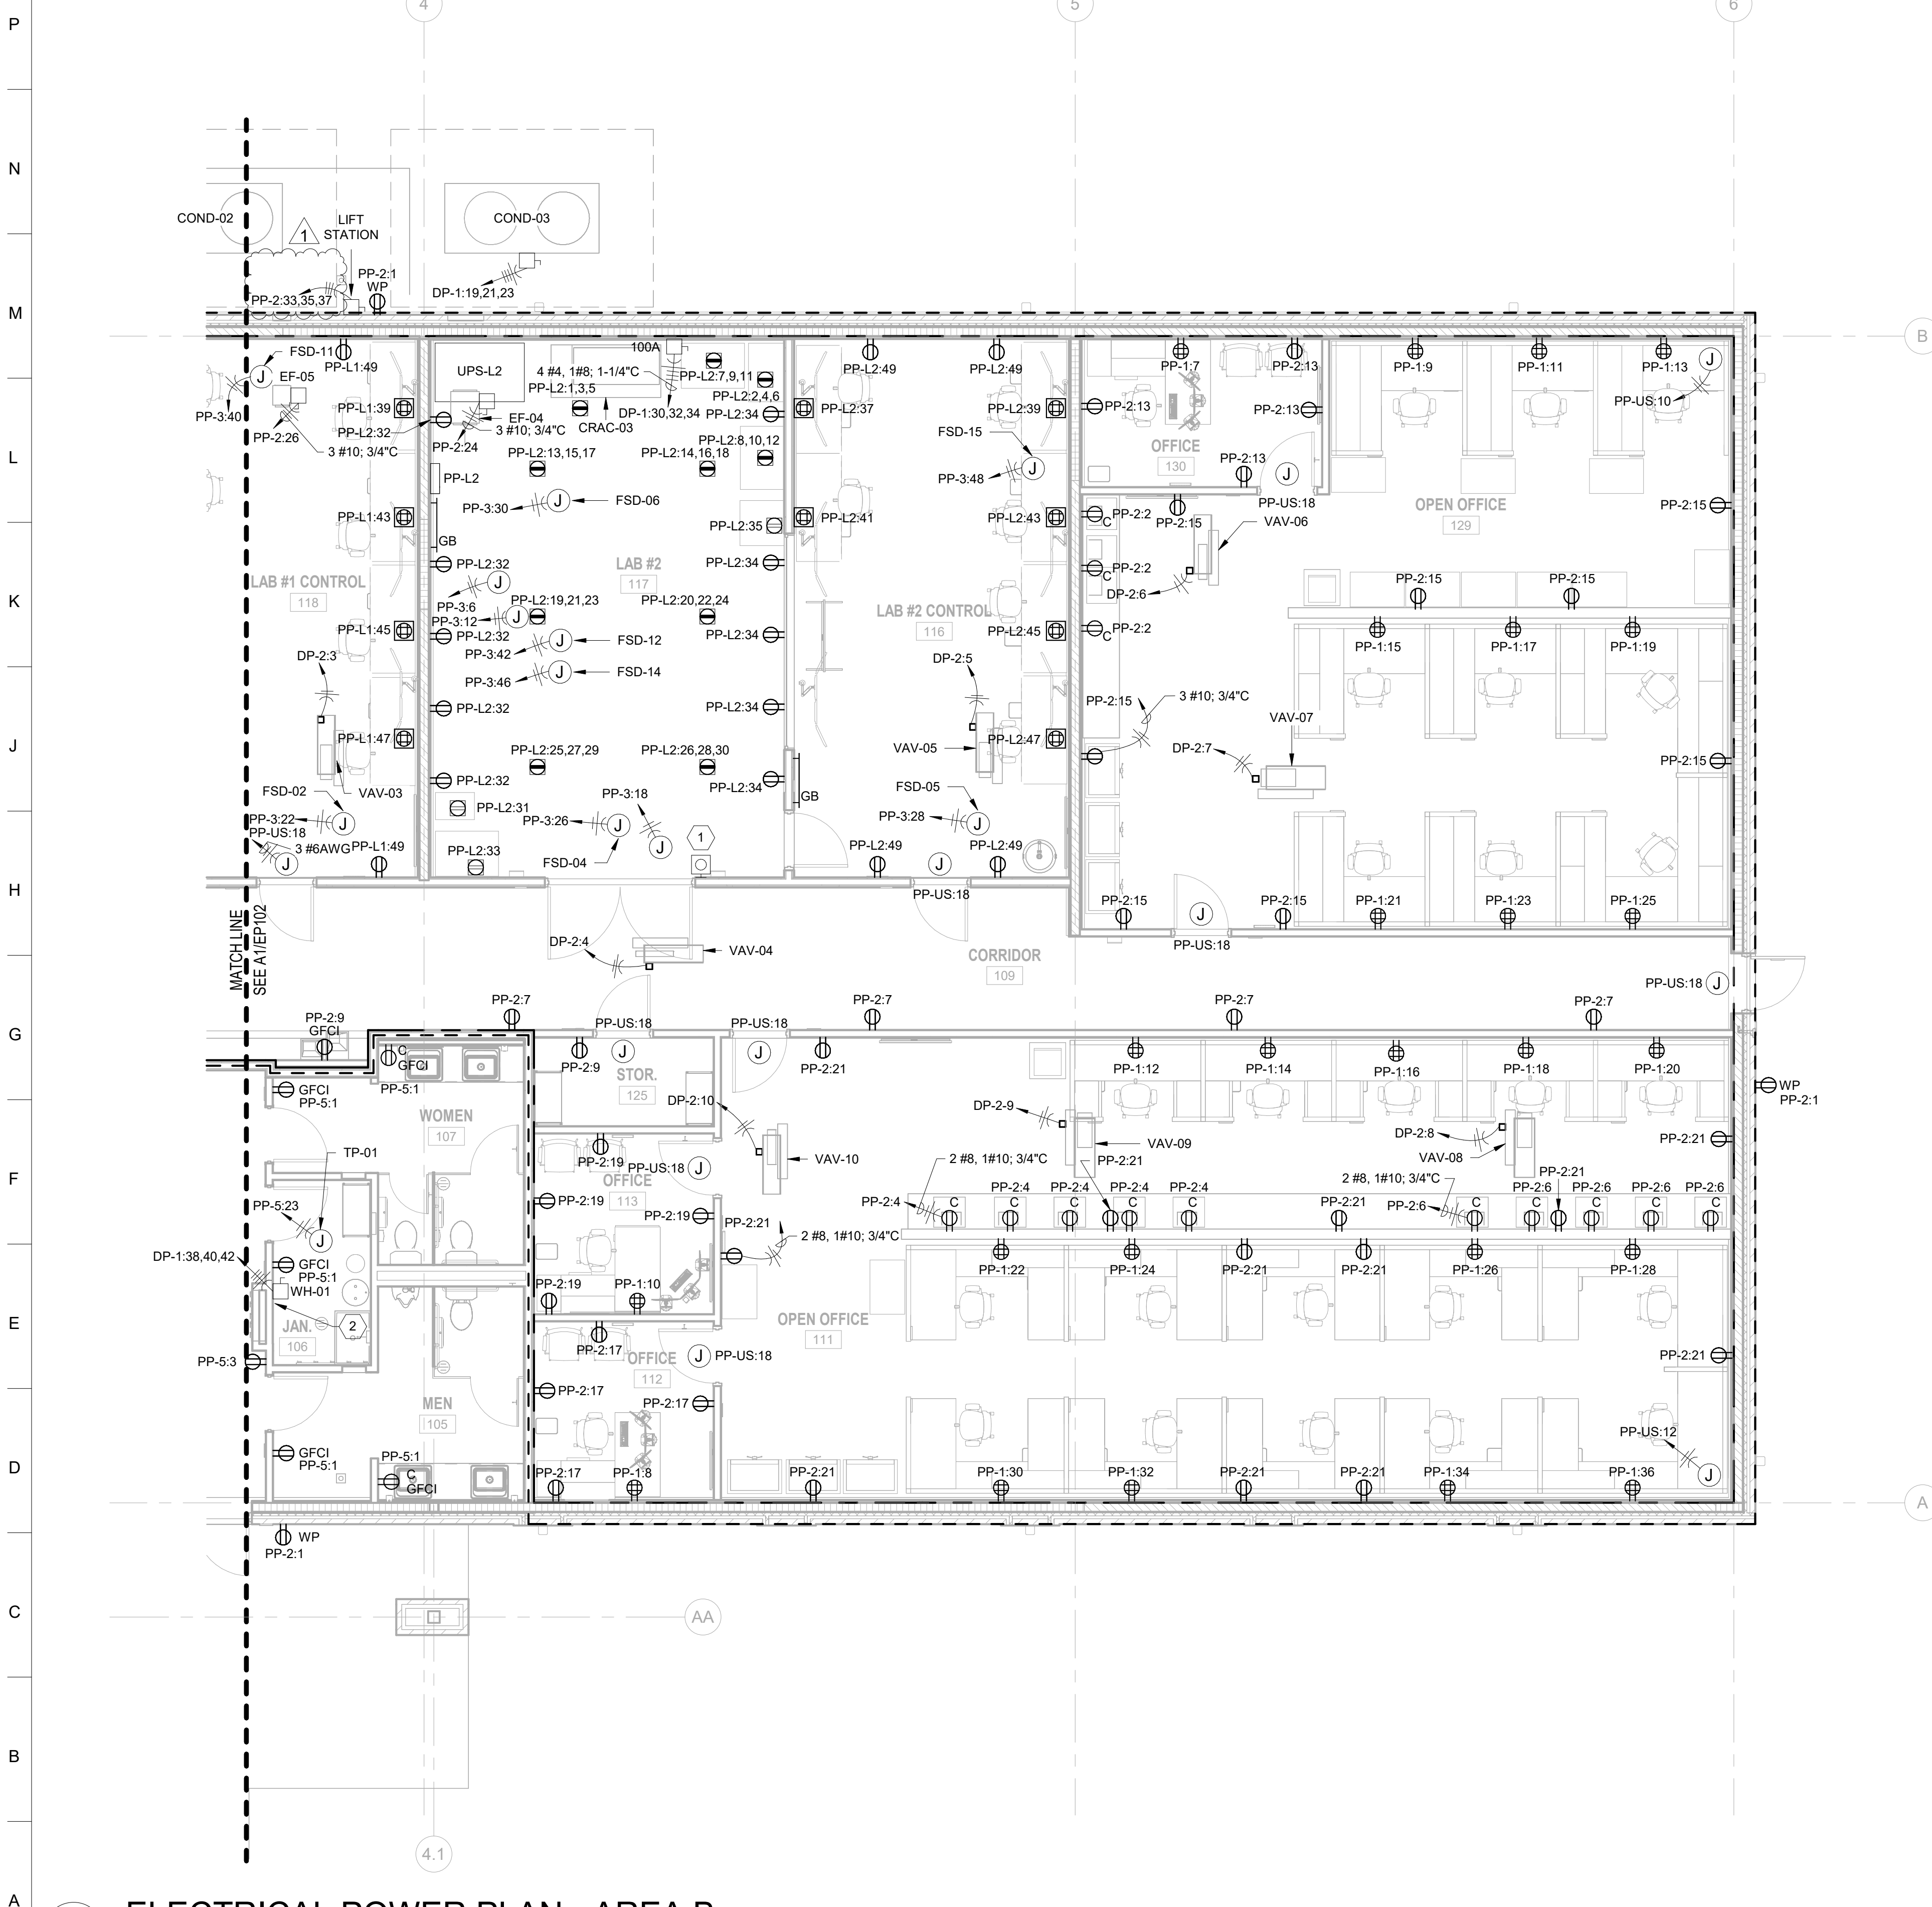 P
4
5
6
N
COND-02
COND-03
1
LIFT
STATION
PP-2:1
WP
PP-2:33,35,37
DP-1:19,21,23
M
B
FSD-11
EF-05
PP-L1:49
PP-3:40
PP-2:26
3 #10; 3/4"C
PP-L1:39
PP-L2:32
UPS-L2
100A
4 #4, 1#8; 1-1/4"C
PP-L2:1,3,5
PP-L2:7,9,11
PP-L2:2,4,6
EF-04
3 #10; 3/4"C
PP-2:24
CRAC-03
DP-1:30,32,34
PP-L2:34
PP-L2:37
PP-L2:49
PP-L2:49
PP-L2:39
PP-1:7
PP-2:13
PP-2:13
PP-2:13
PP-1:9
PP-1:11
PP-1:13
J
PP-US:10
L
PP-L2:13,15,17
PP-L2:14,16,18
PP-L2:8,10,12
FSD-15
PP-3:48
J
OFFICE
130
PP-2:13
J
PP-US:18
PP-L2
PP-3:30
J
FSD-06
PP-L1:43
GB
PP-L2:35
PP-L2:41
PP-L2:43
C
PP-2:2
PP-2:15
VAV-06
OPEN OFFICE
129
PP-2:15
LAB #1 CONTROL
118
PP-L2:32
LAB #2
117
PP-L2:34
C
PP-2:2
DP-2:6
PP-2:15
PP-2:15
K
PP-3:6
J
PP-3:12
J
PP-L2:19,21,23
PP-L2:20,22,24
LAB #2 CONTROL
116
PP-L1:45
PP-L2:32
PP-L2:34
PP-L2:45
C
PP-2:2
PP-1:15
PP-1:17
PP-1:19
PP-3:42
J
FSD-12
DP-2:3
PP-3:46
J
FSD-14
DP-2:5
PP-2:15
3 #10; 3/4"C
PP-L2:32
PP-L2:34
VAV-07
J
PP-L1:47
PP-L2:25,27,29
PP-L2:26,28,30
VAV-05
PP-L2:47
DP-2:7
PP-2:15
VAV-03
PP-L2:32
PP-L2:34
GB
FSD-02
PP-3:22
J
PP-US:18
3 #6AWG
J
PP-L1:49
PP-L2:31
PP-L2:33
PP-3:18
PP-3:26
J
J
FSD-04
1
FSD-05
PP-3:28
J
PP-L2:49
J
PP-L2:49
PP-US:18
H
PP-2:15
J
PP-US:18
PP-2:15
PP-1:21
PP-1:23
PP-1:25
MATCH LINE
SEE A1/EP102
DP-2:4
VAV-04
CORRIDOR
109
PP-US:18
J
G
PP-2:9
GFCI
PP-2:7
PP-2:7
PP-2:7
PP-2:7
C
GFCI
PP-5:1
GFCI
PP-5:1
PP-2:9
PP-US:18
J
STOR.
125
PP-US:18
J
PP-2:21
PP-1:12
PP-1:14
PP-1:16
PP-1:18
PP-1:20
WP
PP-2:1
WOMEN
107
DP-2:10
DP-2-9
DP-2:8
PP-2:21
F
TP-01
PP-2:19
PP-US:18
J
VAV-10
VAV-09
VAV-08
OFFICE
113
2 #8, 1#10; 3/4"C
PP-2:21
2 #8, 1#10; 3/4"C
PP-2:21
PP-5:23
J
PP-2:19
PP-2:19
PP-2:4
C
PP-2:4
C
PP-2:4
C
PP-2:4
C
PP-2:4
C
PP-2:21
PP-2:6
C
PP-2:6
C
PP-2:6
C
PP-2:6
C
PP-2:6
C
PP-2:21
2 #8, 1#10; 3/4"C
DP-1:38,40,42
GFCI
PP-5:1
WH-01
PP-2:19
PP-1:10
PP-1:22
PP-1:24
PP-2:21
PP-2:21
PP-1:26
PP-1:28
E
JAN.
106
2
PP-2:17
OPEN OFFICE
111
PP-5:3
OFFICE
112
J
PP-US:18
PP-2:21
PP-2:17
PP-2:17
MEN
105
PP-US:12
J
D
GFCI
PP-5:1
PP-5:1
C
GFCI
PP-2:17
PP-1:8
PP-2:21
PP-1:30
PP-1:32
PP-2:21
PP-2:21
PP-1:34
PP-1:36
A
WP
PP-2:1
C
AA
B
4.1
A
ELECTRICAL POWER PLAN - AREA B